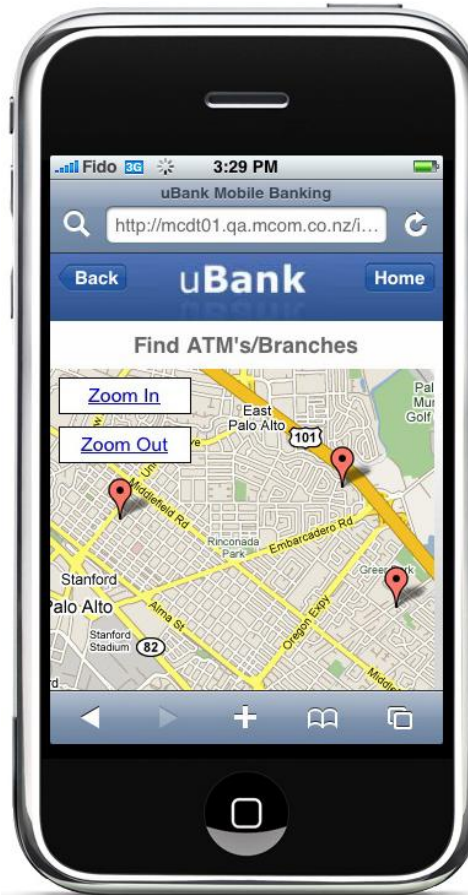 Fido 3G 3:29 PM
uBank Mobile Banking
http://mcdt01.qa.mcom.co.nz/i...
Back uBank Home
Find ATM's/Branches
Zoom In
Zoom Out
East
Palo Alto
101
Pal
Mun
Golf
Middlefield Rd
Rinconada
Park
Embarcadero Rd
Stanford
Palo Alto
Alma St
Oregon Expy
Stanford
Stadium
82